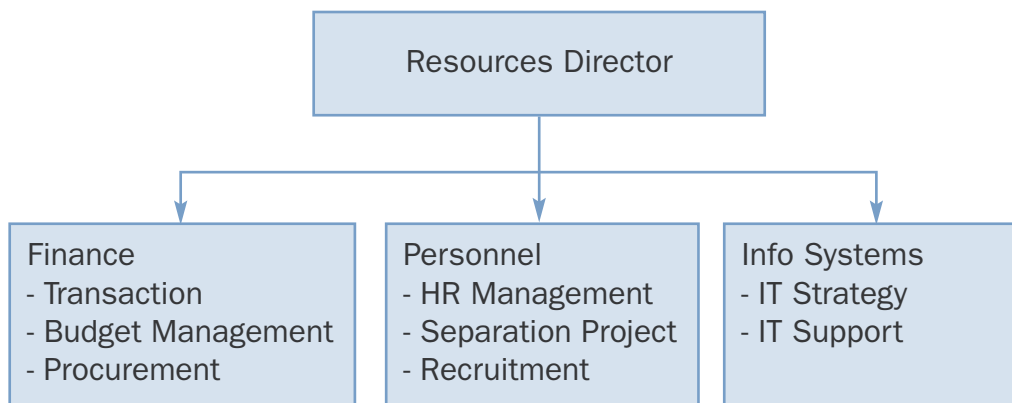 Resources Director
Finance
- Transaction
- Budget Management
- Procurement
Personnel
- HR Management
- Separation Project
- Recruitment
Info Systems
- IT Strategy
- IT Support